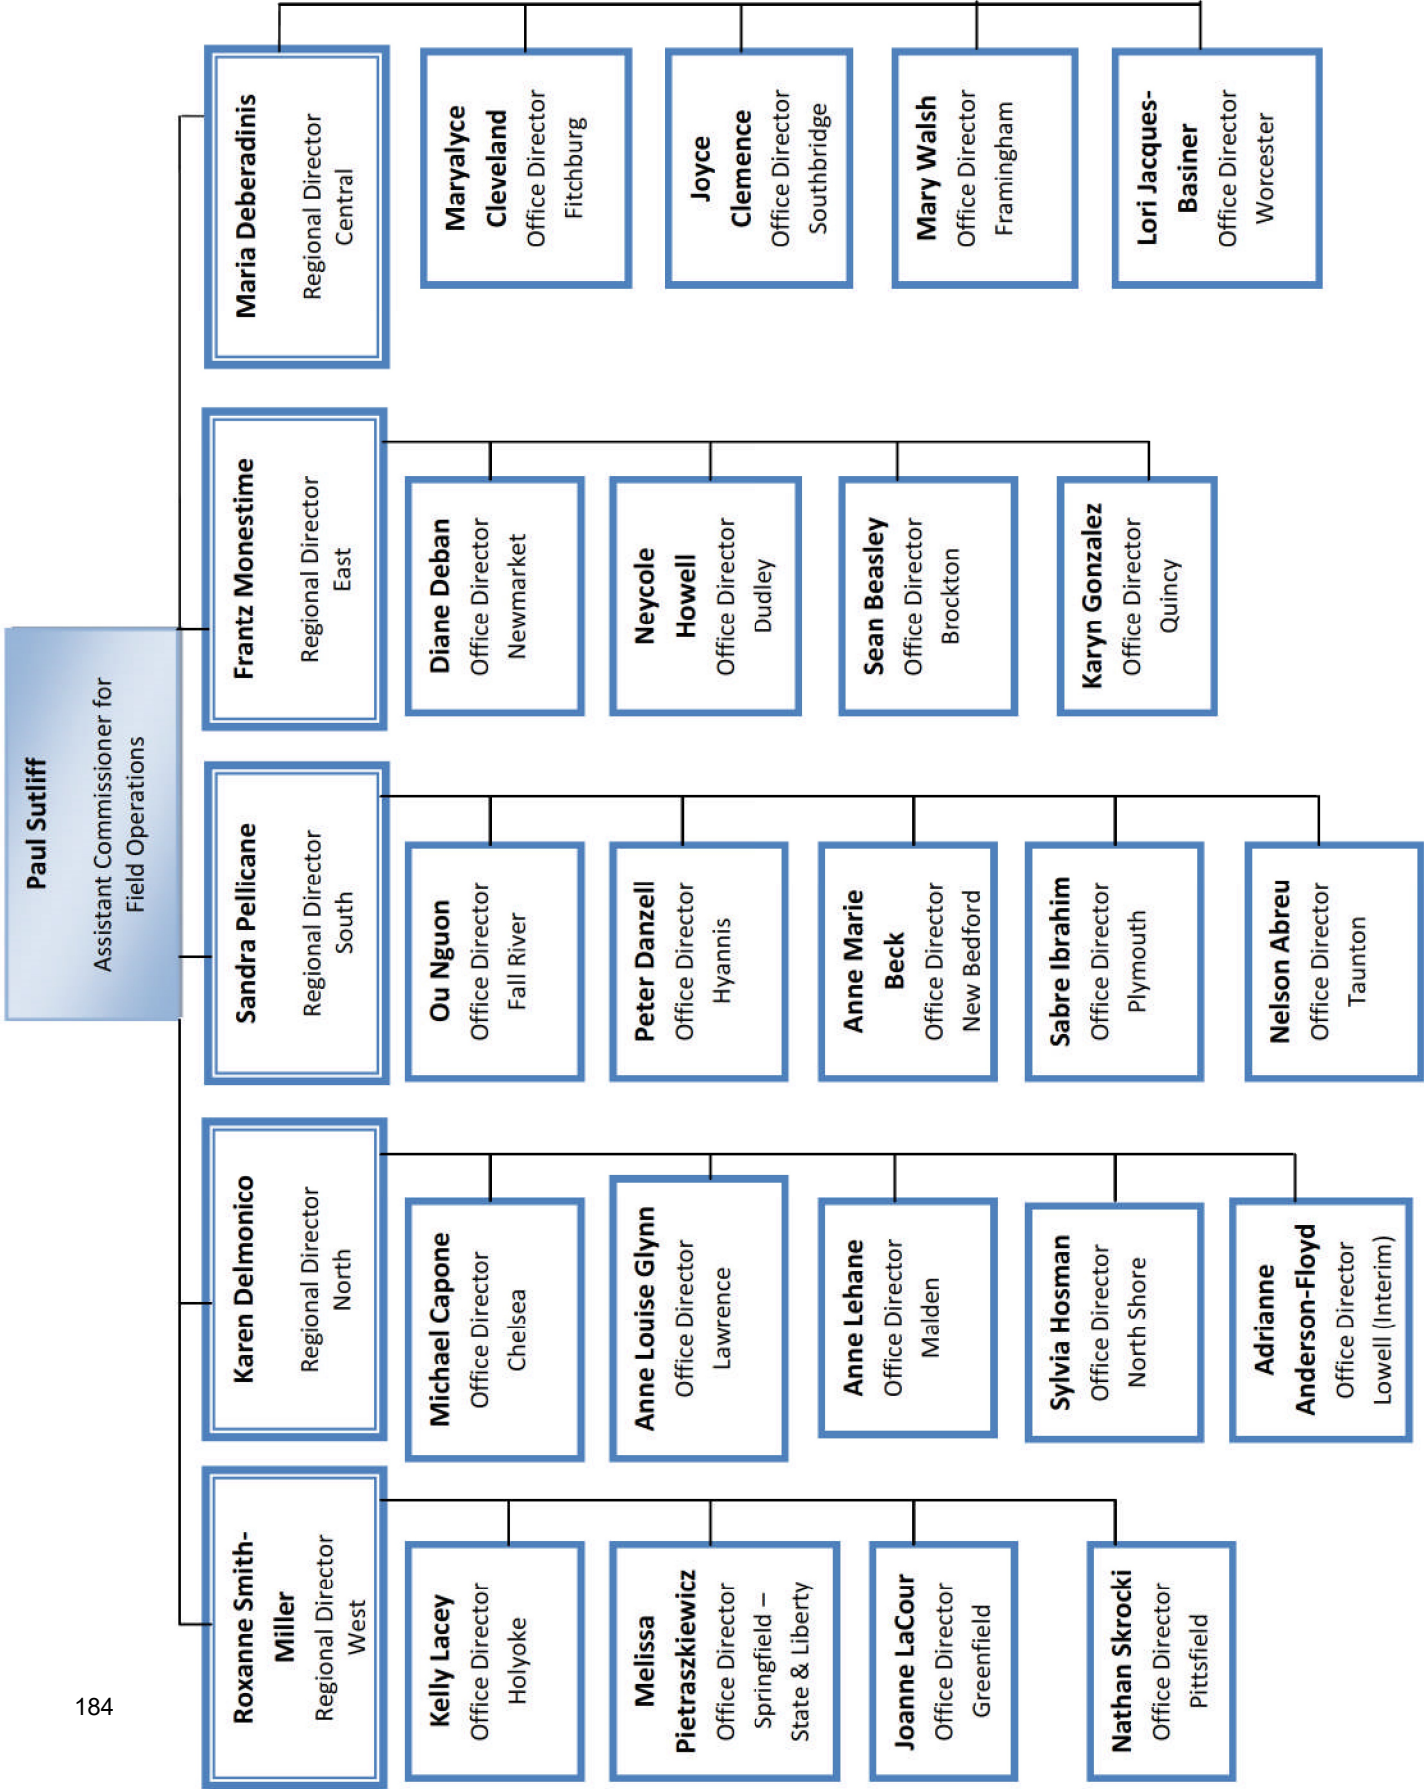 Paul Sutliff
Assistant Commissioner for
Field Operations
Roxanne Smith-
Miller
Regional Director
West
Kelly Lacey
Office Director
Holyoke
Melissa
Pietraszkiewicz
Office Director
Springfield –
State & Liberty
Joanne LaCour
Office Director
Greenfield
Nathan Skrocki
Office Director
Pittsfield
Karen Delmonico
Regional Director
North
Michael Capone
Office Director
Chelsea
Anne Louise Glynn
Office Director
Lawrence
Anne Lehane
Office Director
Malden
Sylvia Hosman
Office Director
North Shore
Adrianne
Anderson-Floyd
Office Director
Lowell (Interim)
Sandra Pellicane
Regional Director
South
Ou Nguon
Office Director
Fall River
Peter Danzell
Office Director
Hyannis
Anne Marie
Beck
Office Director
New Bedford
Sabre Ibrahim
Office Director
Plymouth
Nelson Abreu
Office Director
Taunton
Frantz Monestime
Regional Director
East
Diane Deban
Office Director
Newmarket
Neycole
Howell
Office Director
Dudley
Sean Beasley
Office Director
Brockton
Karyn Gonzalez
Office Director
Quincy
Maria Deberadinis
Regional Director
Central
Maryalyce
Cleveland
Office Director
Fitchburg
Joyce
Clemence
Office Director
Southbridge
Mary Walsh
Office Director
Framingham
Lori Jacques-
Basiner
Office Director
Worcester
184